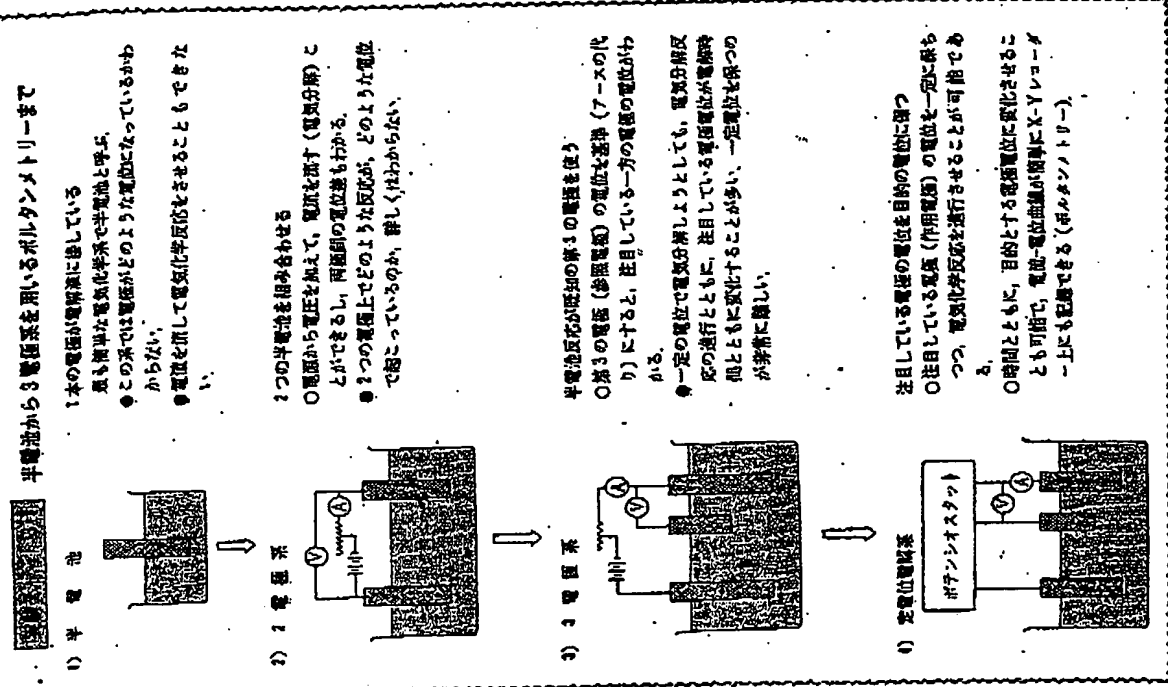 半電池から3電極系を用いるボルタンメトリーまで
1) 半電池
1本の電極が電解液に接している
最も簡単な電気化学系で半電池と呼ぶ.
●この系では電極がどのような電位になっているかわ
からない.
●電位を流して電気化学反応をさせることもできな
い.
2) 2電極系
2つの半電池を組み合わせる
○電源から電圧を加えて, 電流を流す（電気分解）こ
とができるし, 両極間の電位差もわかる.
●2つの電極上でどのような反応が, どのような電位
で起こっているのか, 詳しくはわからない.
V
A
3) 3電極系
半電池反応が既知の第3の電極を使う
○第3の電極（参照電極）の電位を基準（アースの代
わり）にすると, 注目している一方の電極の電位がわ
かる.
●一定の電位で電気分解しようとしても, 電気分解反
応の進行とともに, 注目している電極電位が電解時
間とともに変化することが多い. 一定電位を保つの
が非常に難しい.
A
V
4) 定電位電解系
注目している電極の電位を目的の電位に保つ
○注目している電極（作用電極）の電位を一定に保ち
つつ, 電気化学反応を進行させることが可能であ
る.
○時間とともに, 目的とする電極電位に変化させるこ
とも可能で, 電流-電位曲線が簡単にX-Yレコーダ
ー上にも記録できる（ボルタンメトリー）.
ポテンシオスタット
V
A